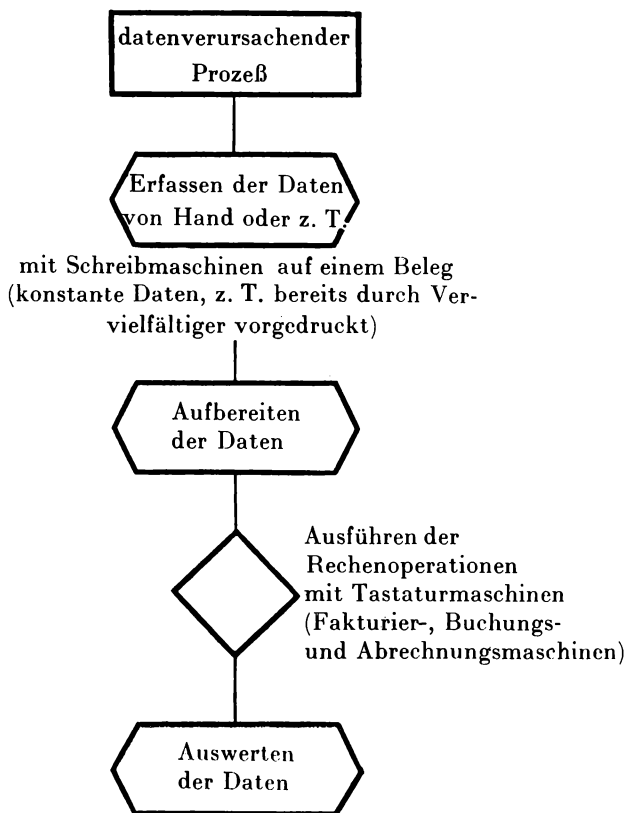 datenverursachender
Prozeß
Erfassen der Daten
von Hand oder z. T.
mit Schreibmaschinen auf einem Beleg
(konstante Daten, z. T. bereits durch Ver-
vielfältiger vorgedruckt)
Aufbereiten
der Daten
Ausführen der
Rechenoperationen
mit Tastaturmaschinen
(Fakturier-, Buchungs-
und Abrechnungsmaschinen)
Auswerten
der Daten